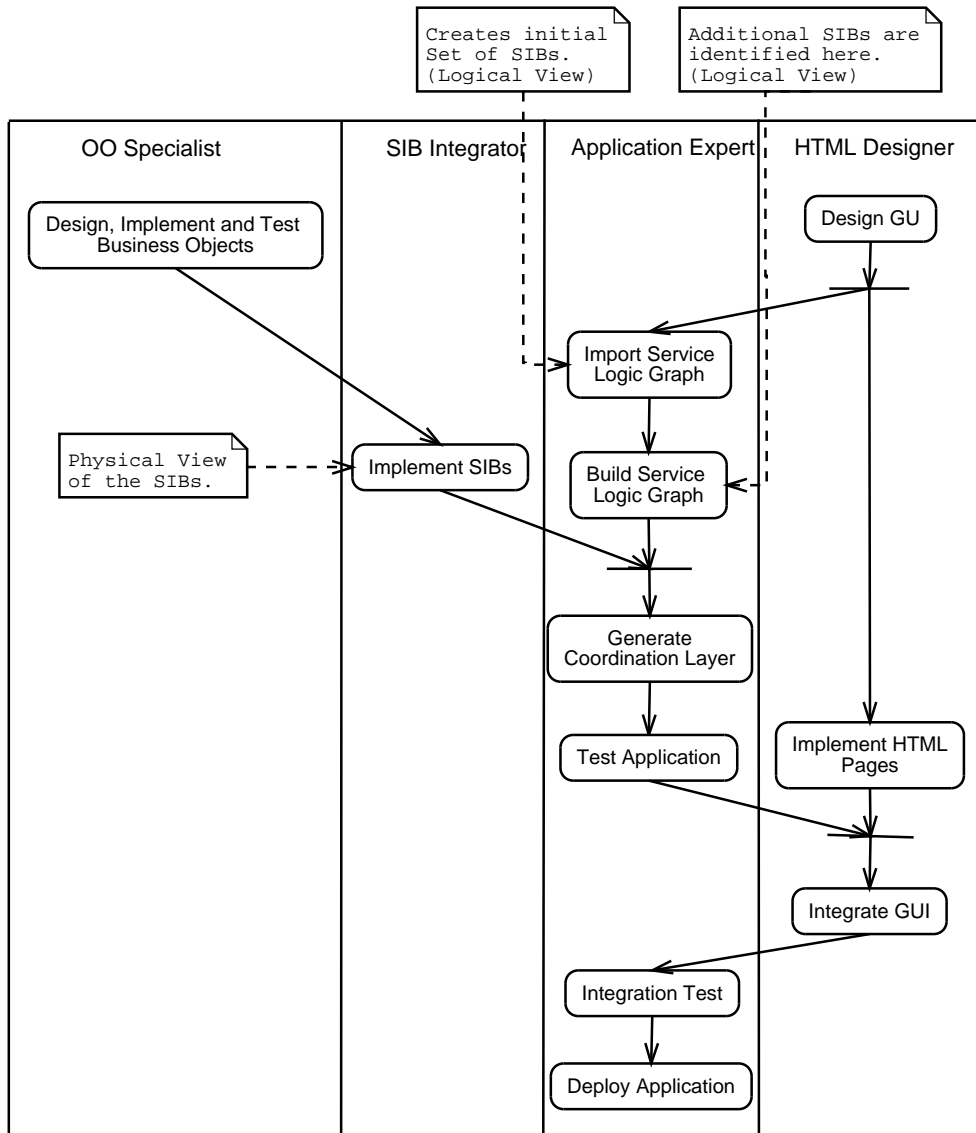 Creates initial
Set of SIBs.
(Logical View)
Additional SIBs are
identified here.
(Logical View)
OO Specialist
SIB Integrator
Application Expert
HTML Designer
Design, Implement and Test
Business Objects
Design GU
Import Service
Logic Graph
Physical View
of the SIBs.
Implement SIBs
Build Service
Logic Graph
Generate
Coordination Layer
Test Application
Implement HTML
Pages
Integrate GUI
Integration Test
Deploy Application